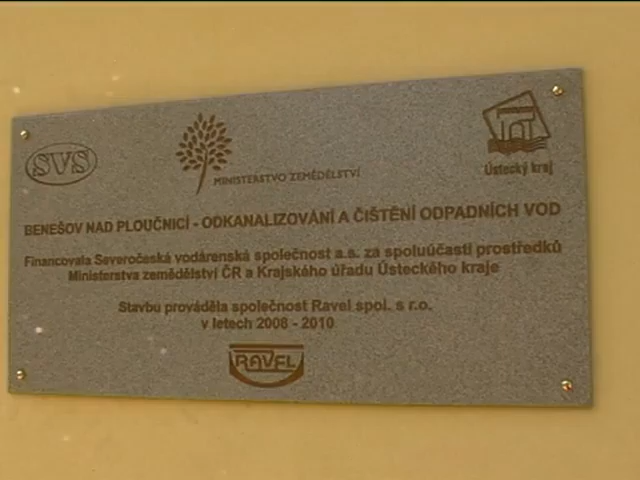 SVS
MINISTERSTVO ZEMĚDĚLSTVÍ
Ústecký kraj
BENEŠOV NAD PLOUČNICÍ - ODKANALIZOVÁNÍ A ČIŠTĚNÍ ODPADNÍCH VOD
Financovala Severočeská vodárenská společnost a.s. za spoluúčasti prostředků
Ministerstva zemědělství ČR a Krajského úřadu Ústeckého kraje
Stavbu prováděla společnost Ravel spol. s r.o.
v letech 2008 - 2010
RAVEL